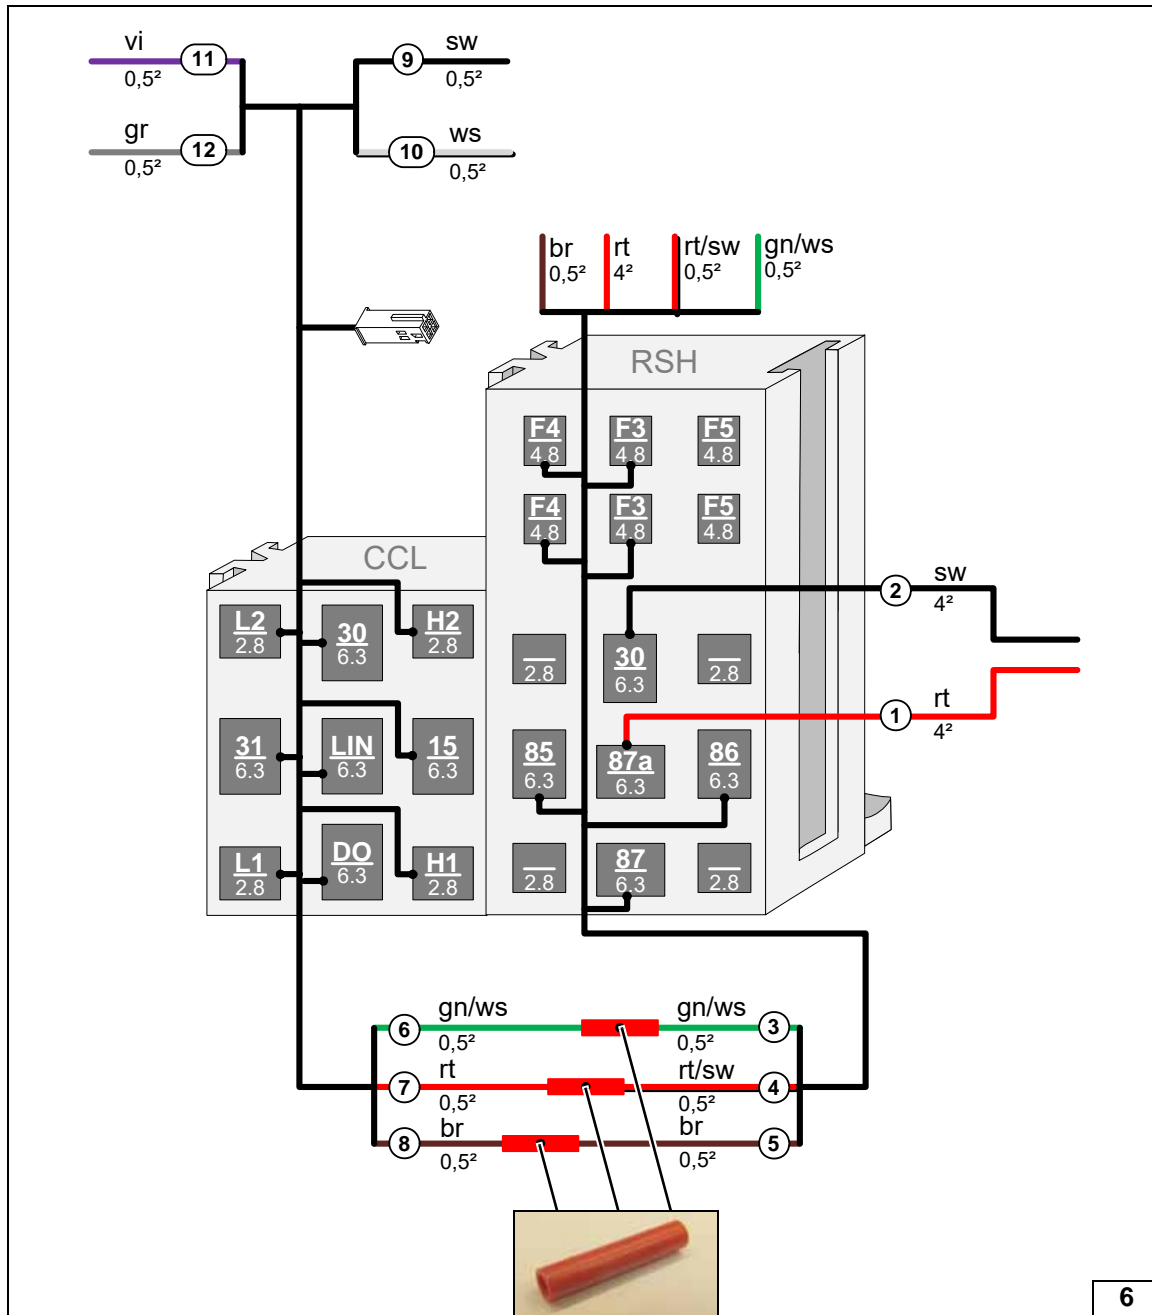 vi
11
9
sw
0,5²
0,5²
gr
12
10
ws
0,5²
0,5²
br
0,5²
rt
4²
rt/sw
0,5²
gn/ws
0,5²
RSH
F4
4.8
F3
4.8
F5
4.8
F4
4.8
F3
4.8
F5
4.8
CCL
2
sw
4²
L2
2.8
30
6.3
H2
2.8
2.8
30
6.3
2.8
1
rt
4²
31
6.3
LIN
6.3
15
6.3
85
6.3
87a
6.3
86
6.3
L1
2.8
DO
6.3
H1
2.8
2.8
87
6.3
2.8
6
gn/ws
0,5²
gn/ws
0,5²
3
7
rt
0,5²
rt/sw
0,5²
4
8
br
0,5²
br
0,5²
5
6